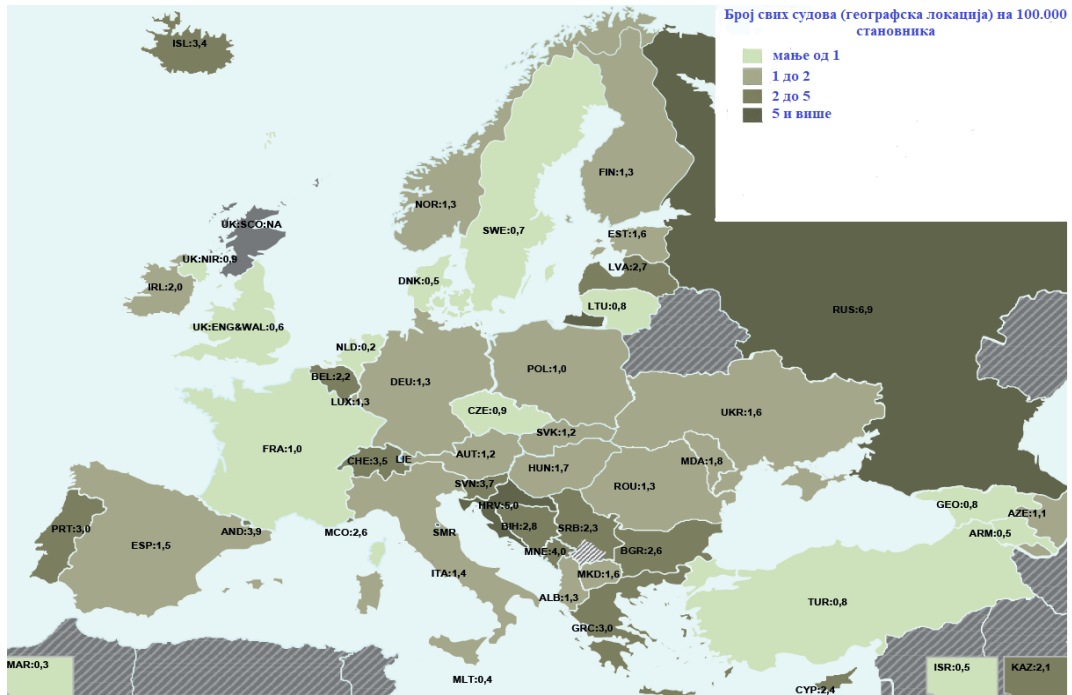 Број свих судова (географска локација) на 100.000
становника
мање од 1
1 до 2
2 до 5
5 и више
ISL:3,4
FIN:1,3
NOR:1,3
UK:SCO:NA
SWE:0,7
EST:1,6
UK:NIR:0,9
LVA:2,7
DNK:0,5
IRL:2,0
LTU:0,8
RUS:6,9
UK:ENG&WAL:0,6
NLD:0,2
POL:1,0
BEL:2,2
DEU:1,3
LUX:1,3
CZE:0,9
UKR:1,6
SVK:1,2
FRA:1,0
CHE:3,5
LIE
AUT:1,2
MDA:1,8
HUN:1,7
SVN:3,7
ROU:1,3
HRV:5,0
GEO:0,8
AZE:1,1
PRT:3,0
AND:3,9
MCO:2,6
SMR
BIH:2,8
SRB:2,3
ARM:0,5
ESP:1,5
MNE:4,0
BGR:2,6
ITA:1,4
MKD:1,6
ALB:1,3
TUR:0,8
GRC:3,0
MAR:0,3
MLT:0,4
CYP:2,4
ISR:0,5
KAZ:2,1